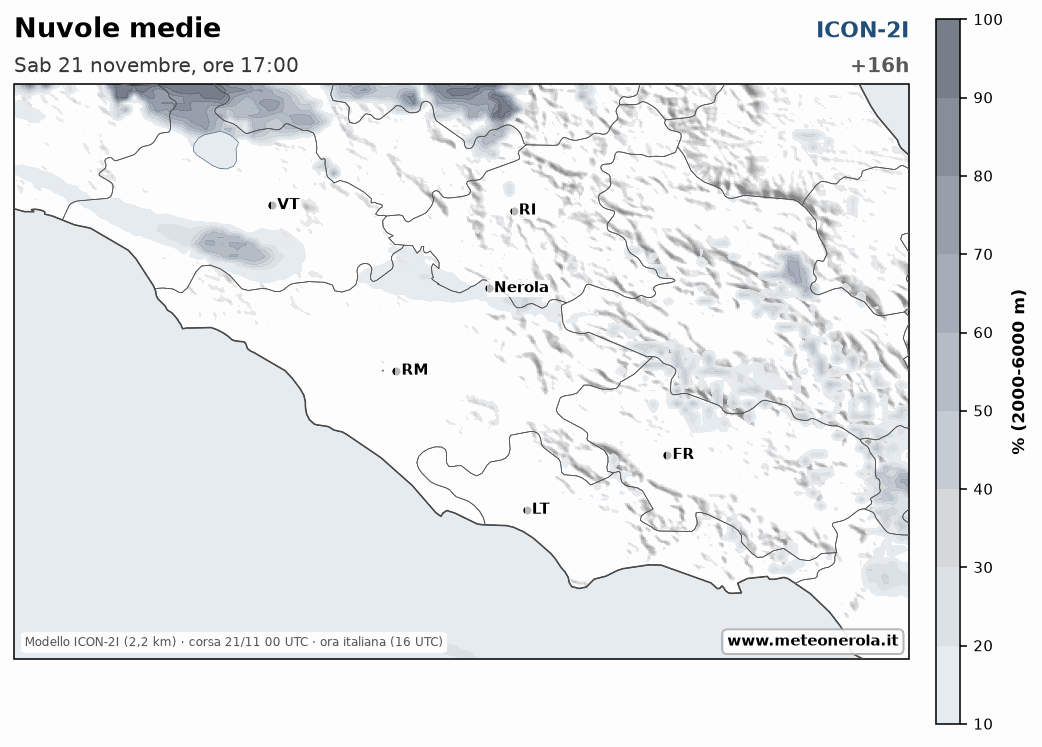 Nuvole medie
ICON-2I
Sab 21 novembre, ore 17:00
+16h
VT
RI
Nerola
RM
FR
LT
Modello ICON-2I (2,2 km) · corsa 21/11 00 UTC · ora italiana (16 UTC)
www.meteonerola.it
100
90
80
70
60
50
40
30
20
10
% (2000-6000 m)